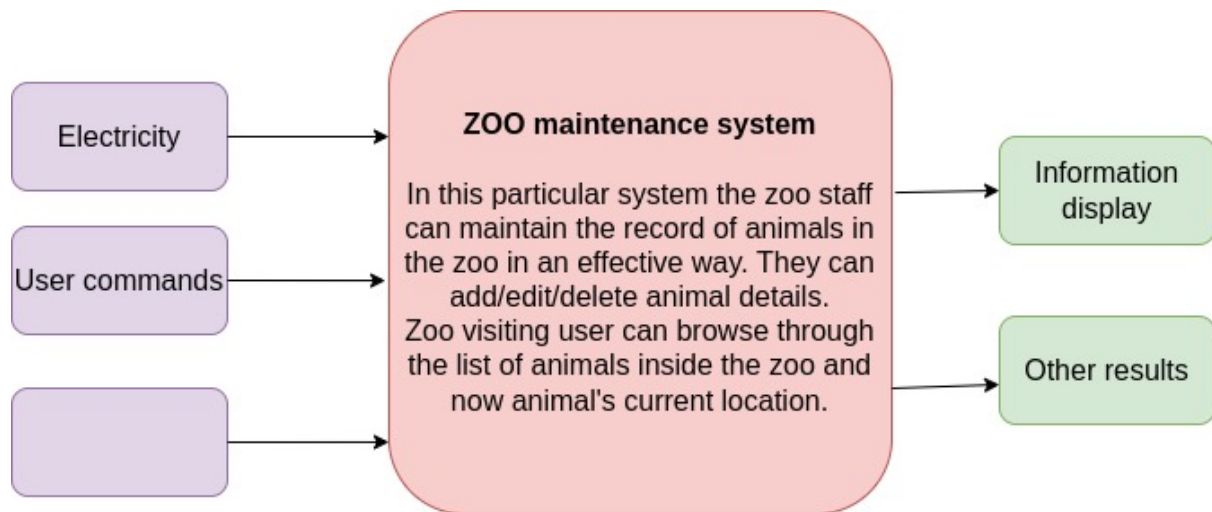 Electricity
User commands
ZOO maintenance system
In this particular system the zoo staff
can maintain the record of animals in
the zoo in an effective way. They can
add/edit/delete animal details.
Zoo visiting user can browse through
the list of animals inside the zoo and
now animal's current location.
Information
display
Other results